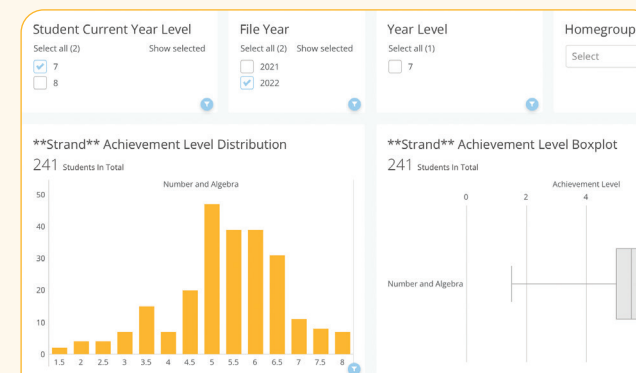 Student Current Year Level
Select all (2) Show selected
7
8
File Year
Select all (2) Show selected
2021
2022
Year Level
Select all (1)
7
Homegroup
Select
**Strand** Achievement Level Distribution
241 Students In Total
Number and Algebra
50
40
30
20
10
0
1.5 2 2.5 3 3.5 4 4.5 5 5.5 6 6.5 7 7.5 8
**Strand** Achievement Level Boxplot
241 Students In Total
Achievement Level
0 2 4
Number and Algebra